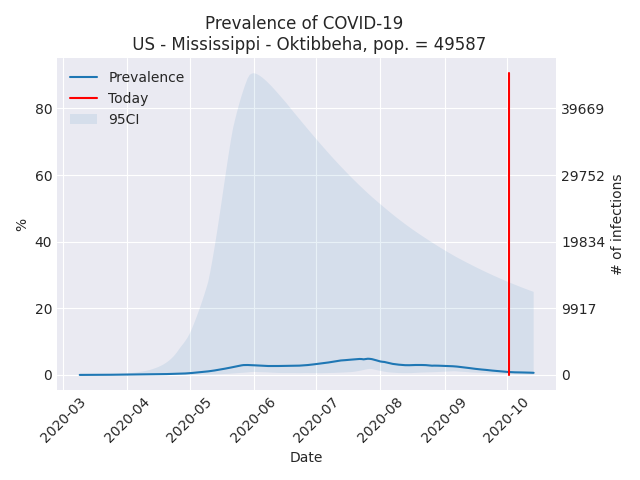 Prevalence of COVID-19
US - Mississippi - Oktibbeha, pop. = 49587
Prevalence
Today
95CI
80
60
40
20
0
%
39669
29752
19834
9917
0
# of infections
2020-03
2020-04
2020-05
2020-06
2020-07
2020-08
2020-09
2020-10
Date